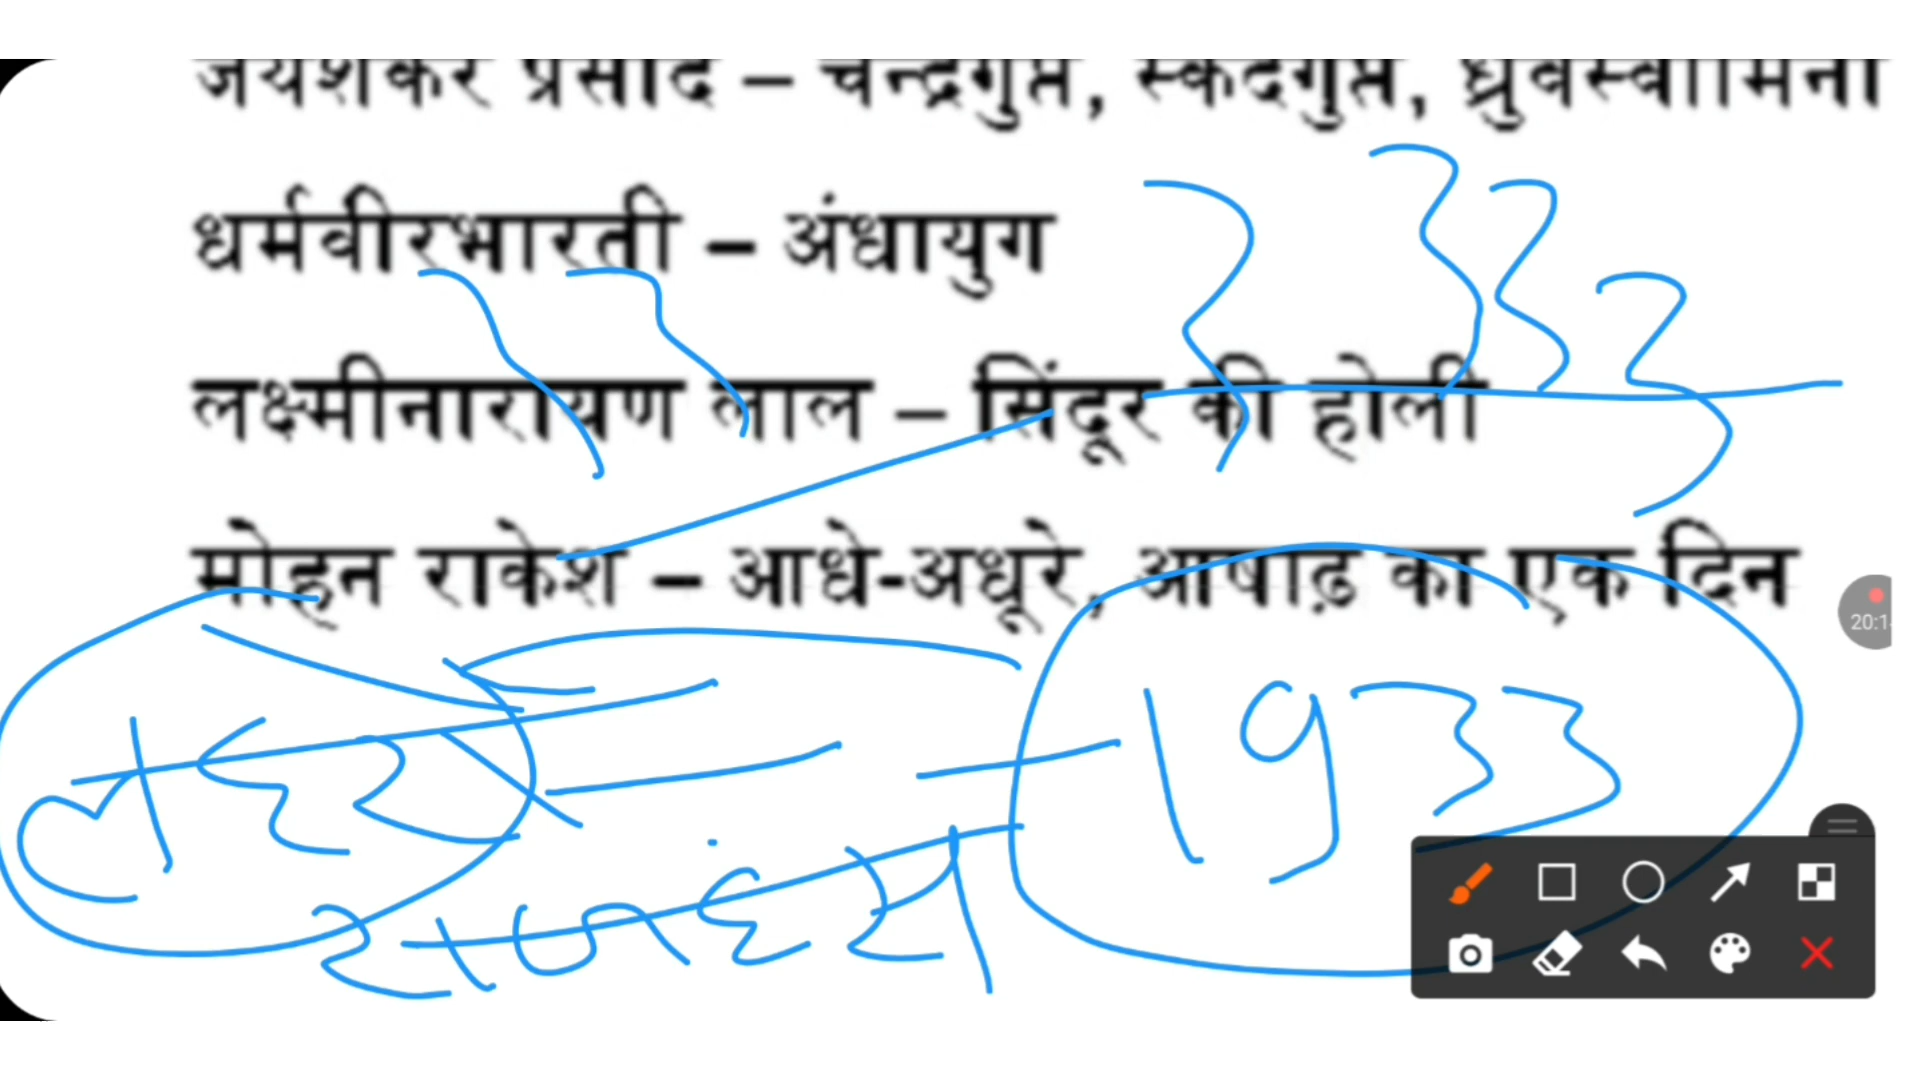 जयशंकर प्रसाद – चन्द्रगुप्त, स्कंदगुप्त, ध्रुवस्वामिनी
धर्मवीरभारती – अंधायुग
लक्ष्मीनारायण लाल – सिंदूर की होली
मोहन राकेश – आधे-अधूरे, आषाढ़ का एक दिन
1933